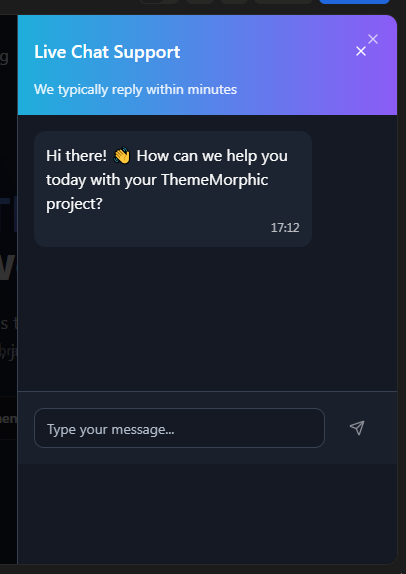 Live Chat Support
We typically reply within minutes
Hi there! 👋 How can we help you
today with your ThemeMorphic
project?
17:12
Type your message...